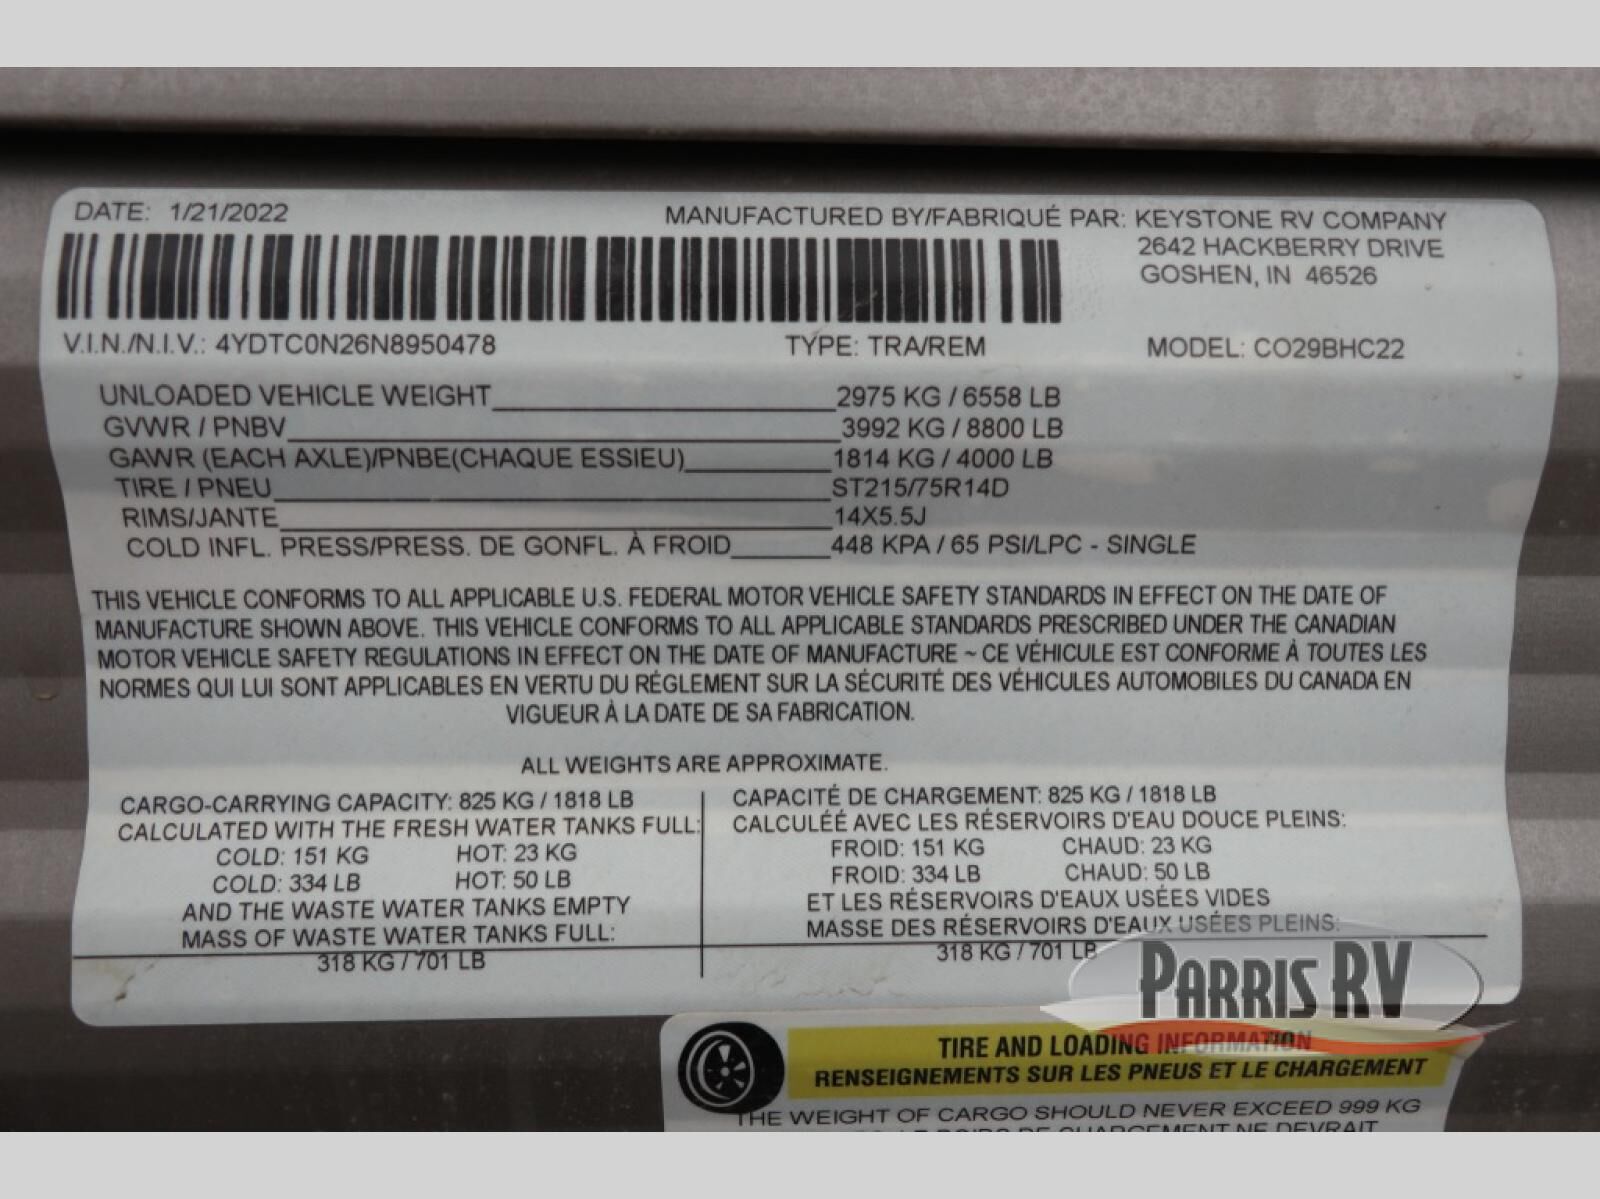 DATE: 1/21/2022
MANUFACTURED BY/FABRIQUÉ PAR: KEYSTONE RV COMPANY
2642 HACKBERRY DRIVE
GOSHEN, IN 46526
V.I.N./N.I.V.: 4YDTC0N26N8950478 TYPE: TRA/REM MODEL: CO29BHC22
UNLOADED VEHICLE WEIGHT 2975 KG / 6558 LB
GVWR / PNBV 3992 KG / 8800 LB
GAWR (EACH AXLE)/PNBE(CHAQUE ESSIEU) 1814 KG / 4000 LB
TIRE / PNEU ST215/75R14D
RIMS/JANTE 14X5.5J
COLD INFL. PRESS/PRESS. DE GONFL. À FROID 448 KPA / 65 PSI/LPC - SINGLE
THIS VEHICLE CONFORMS TO ALL APPLICABLE U.S. FEDERAL MOTOR VEHICLE SAFETY STANDARDS IN EFFECT ON THE DATE OF
MANUFACTURE SHOWN ABOVE. THIS VEHICLE CONFORMS TO ALL APPLICABLE STANDARDS PRESCRIBED UNDER THE CANADIAN
MOTOR VEHICLE SAFETY REGULATIONS IN EFFECT ON THE DATE OF MANUFACTURE ~ CE VÉHICULE EST CONFORME À TOUTES LES
NORMES QUI LUI SONT APPLICABLES EN VERTU DU RÉGLEMENT SUR LA SÉCURITÉ DES VÉHICULES AUTOMOBILES DU CANADA EN
VIGUEUR À LA DATE DE SA FABRICATION.
ALL WEIGHTS ARE APPROXIMATE.
CARGO-CARRYING CAPACITY: 825 KG / 1818 LB
CALCULATED WITH THE FRESH WATER TANKS FULL:
COLD: 151 KG HOT: 23 KG
COLD: 334 LB HOT: 50 LB
AND THE WASTE WATER TANKS EMPTY
MASS OF WASTE WATER TANKS FULL:
318 KG / 701 LB
CAPACITÉ DE CHARGEMENT: 825 KG / 1818 LB
CALCULÉE AVEC LES RÉSERVOIRS D'EAU DOUCE PLEINS:
FROID: 151 KG CHAUD: 23 KG
FROID: 334 LB CHAUD: 50 LB
ET LES RÉSERVOIRS D'EAUX USÉES VIDES
MASSE DES RÉSERVOIRS D'EAUX USÉES PLEINS:
318 KG / 701 LB
PARRIS RV
TIRE AND LOADING INFORMATION
RENSEIGNEMENTS SUR LES PNEUS ET LE CHARGEMENT
THE WEIGHT OF CARGO SHOULD NEVER EXCEED 999 KG
DE CHARGEMENT NE DEVRAIT